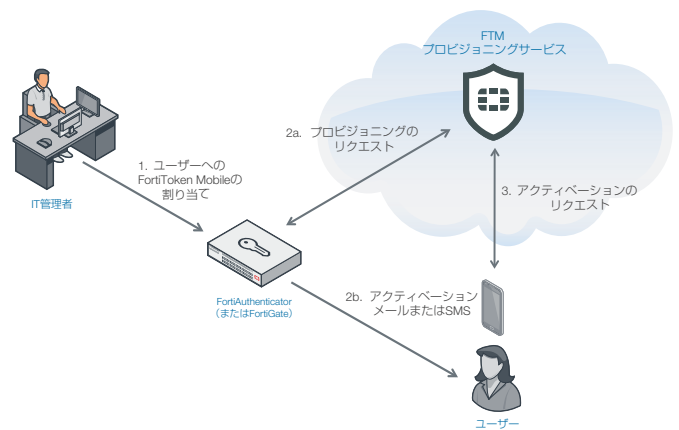 FTM
プロビジョニングサービス
2a. プロビジョニングの
リクエスト
1. ユーザーへの
FortiToken Mobileの
割り当て
3. アクティベーションの
リクエスト
IT管理者
FortiAuthenticator
（またはFortiGate）
2b. アクティベーション
メールまたはSMS
ユーザー